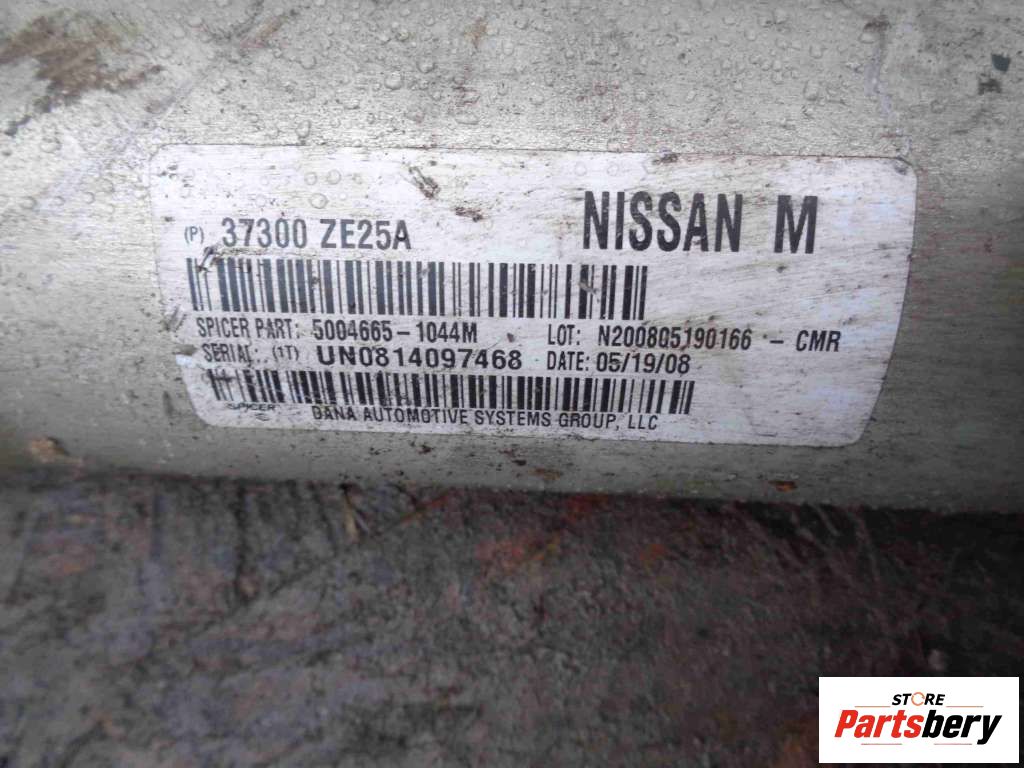 (P) 37300 ZE25A NISSAN M
SPICER PART: 5004665-1044M LOT: N200805190166 - CMR
SERIAL: (1T) UN0814097468 DATE: 05/19/08
SPICER DANA AUTOMOTIVE SYSTEMS GROUP, LLC
STORE
Partsbery